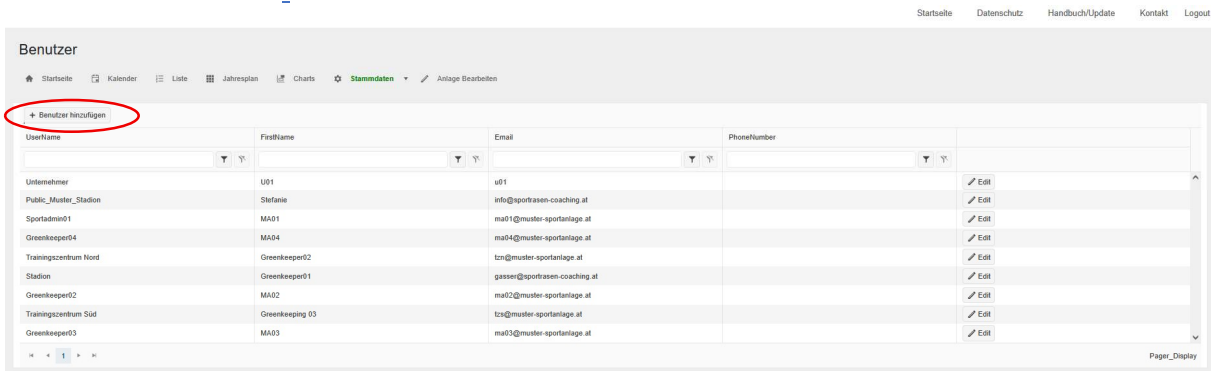 Startseite Datenschutz Handbuch/Update Kontakt Logout
Benutzer
Startseite Kalender Liste Jahresplan Charts Stammdaten Anlage Bearbeiten
+ Benutzer hinzufügen
UserName FirstName Email PhoneNumber
Unternehmer U01 u01 Edit
Public_Muster_Stadion Stefanie info@sportrasen-coaching.at Edit
Sportadmin01 MA01 ma01@muster-sportanlage.at Edit
Greenkeeper04 MA04 ma04@muster-sportanlage.at Edit
Trainingszentrum Nord Greenkeeper02 tzn@muster-sportanlage.at Edit
Stadion Greenkeeper01 gasser@sportrasen-coaching.at Edit
Greenkeeper02 MA02 ma02@muster-sportanlage.at Edit
Trainingszentrum Süd Greenkeeping 03 tzs@muster-sportanlage.at Edit
Greenkeeper03 MA03 ma03@muster-sportanlage.at Edit
1 Pager_Display